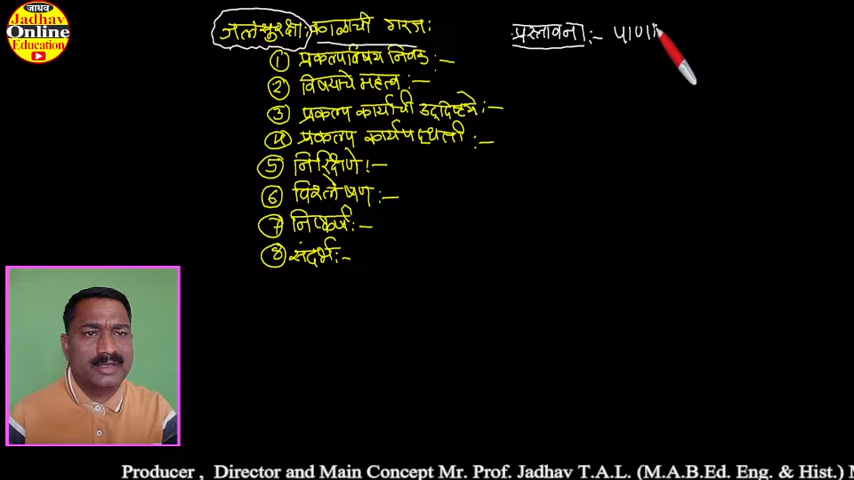 जाधव
Jadhav
Online
Education
जलसुरक्षा: काळाची गरज:
① प्रकल्पविषय निवड :-
② विषयाचे महत्व :-
③ प्रकल्प कार्याची उद्दिष्टे :-
④ प्रकल्प कार्यपद्धती :-
⑤ निरिक्षणे :-
⑥ विश्लेषण :-
⑦ निष्कर्ष :-
⑧ संदर्भ :-
प्रस्तावना :- पाणी
Producer , Director and Main Concept Mr. Prof. Jadhav T.A.L. (M.A.B.Ed. Eng. & Hist.)